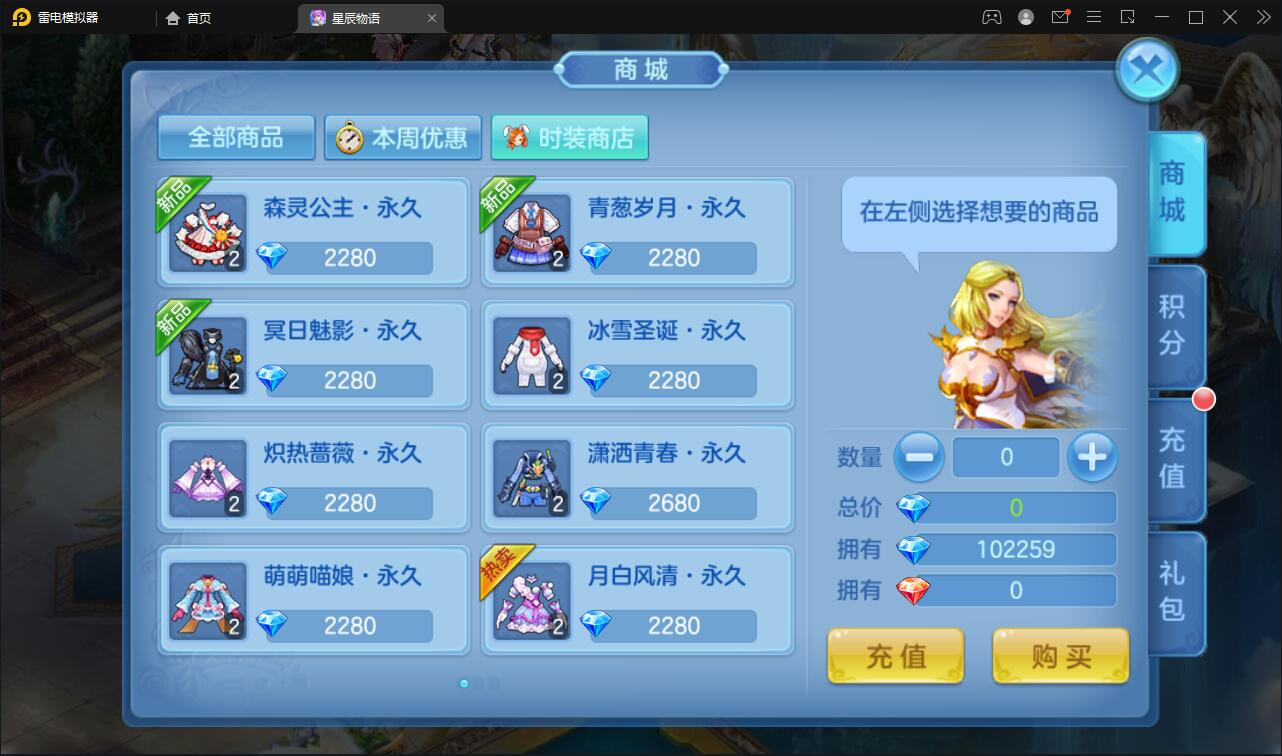 雷电模拟器
首页
星辰物语
商城
全部商品
本周优惠
时装商店
新品
森灵公主·永久
2
2280
新品
青葱岁月·永久
2
2280
新品
冥日魅影·永久
2
2280
冰雪圣诞·永久
2
2280
炽热蔷薇·永久
2
2280
潇洒青春·永久
2
2680
萌萌喵娘·永久
2
2280
热卖
月白风清·永久
2
2280
在左侧选择想要的商品
数量
0
总价
0
拥有
102259
拥有
0
充值
购买
商城
积分
充值
礼包